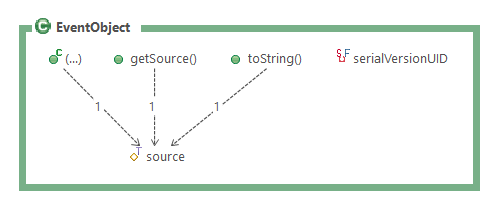 C EventObject
C (...) getSource() toString() S F serialVersionUID
1 1 1
T source